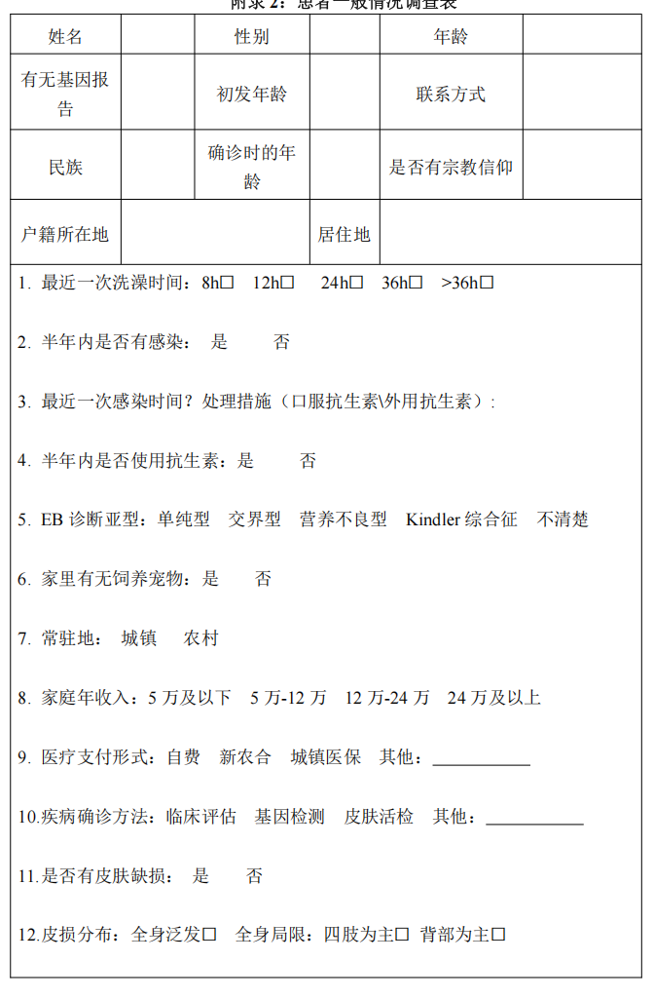 附录 2：患者一般情况调查表
姓名 性别 年龄
有无基因报告 初发年龄 联系方式
民族 确诊时的年龄 是否有宗教信仰
户籍所在地 居住地
1. 最近一次洗澡时间：8h□ 12h□ 24h□ 36h□ >36h□
2. 半年内是否有感染： 是 否
3. 最近一次感染时间？处理措施（口服抗生素\外用抗生素）:
4. 半年内是否使用抗生素：是 否
5. EB 诊断亚型：单纯型 交界型 营养不良型 Kindler 综合征 不清楚
6. 家里有无饲养宠物：是 否
7. 常驻地： 城镇 农村
8. 家庭年收入：5 万及以下 5 万-12 万 12 万-24 万 24 万及以上
9. 医疗支付形式：自费 新农合 城镇医保 其他：__________
10.疾病确诊方法：临床评估 基因检测 皮肤活检 其他：__________
11.是否有皮肤缺损： 是 否
12.皮损分布：全身泛发□ 全身局限：四肢为主□ 背部为主□